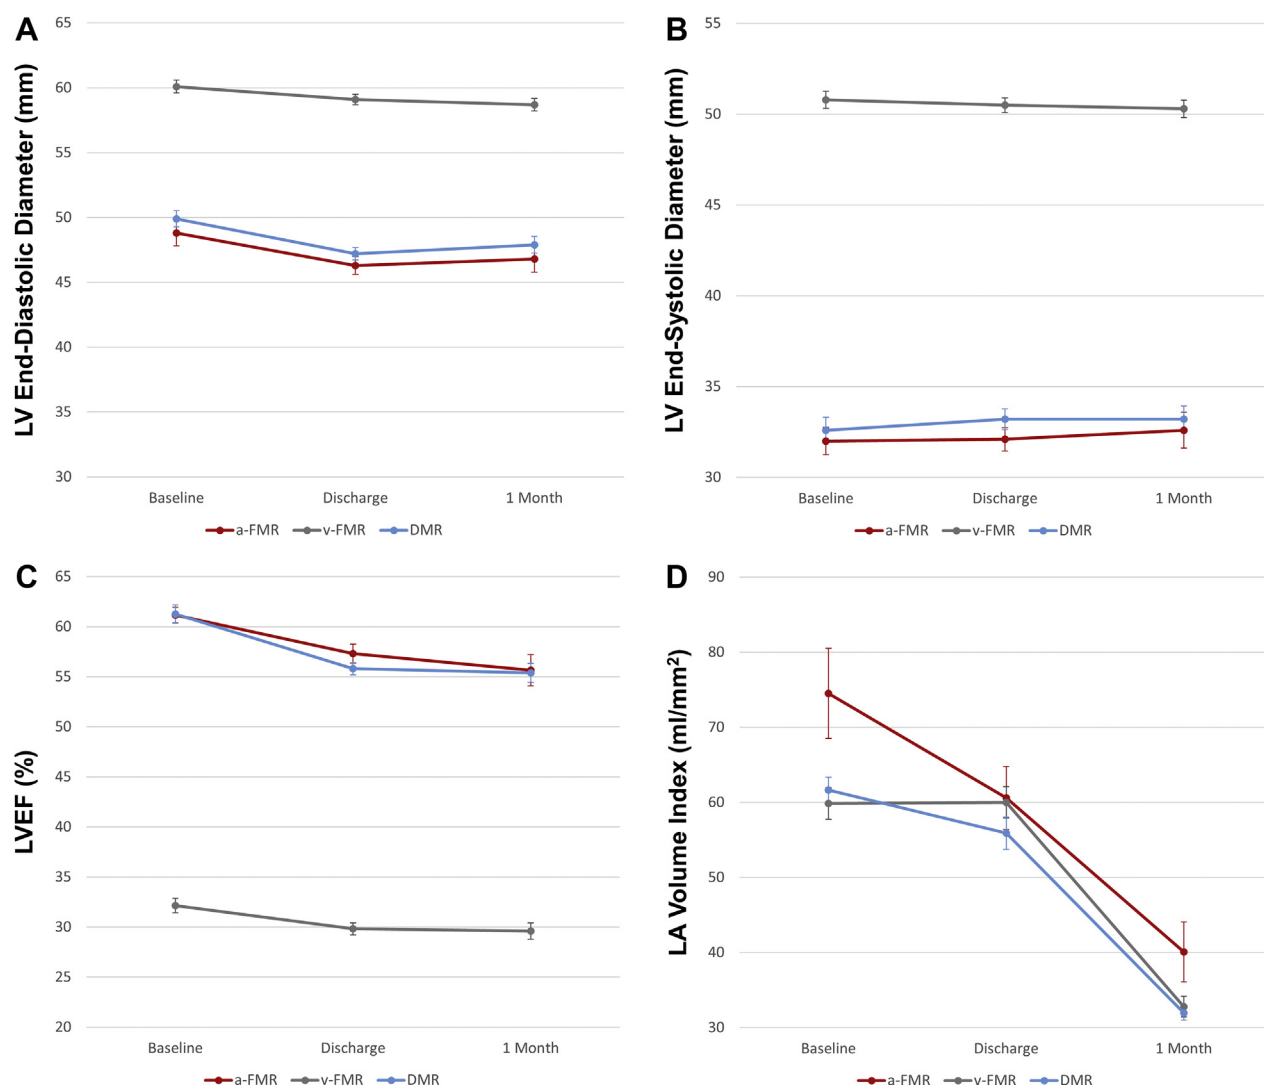 A
LV End-Diastolic Diameter (mm)
65
60
55
50
45
40
35
30
Baseline Discharge 1 Month
a-FMR v-FMR DMR
B
LV End-Systolic Diameter (mm)
55
50
45
40
35
30
Baseline Discharge 1 Month
a-FMR v-FMR DMR
C
LVEF (%)
65
60
55
50
45
40
35
30
25
20
Baseline Discharge 1 Month
a-FMR v-FMR DMR
D
LA Volume Index (ml/mm²)
90
80
70
60
50
40
30
Baseline Discharge 1 Month
a-FMR v-FMR DMR